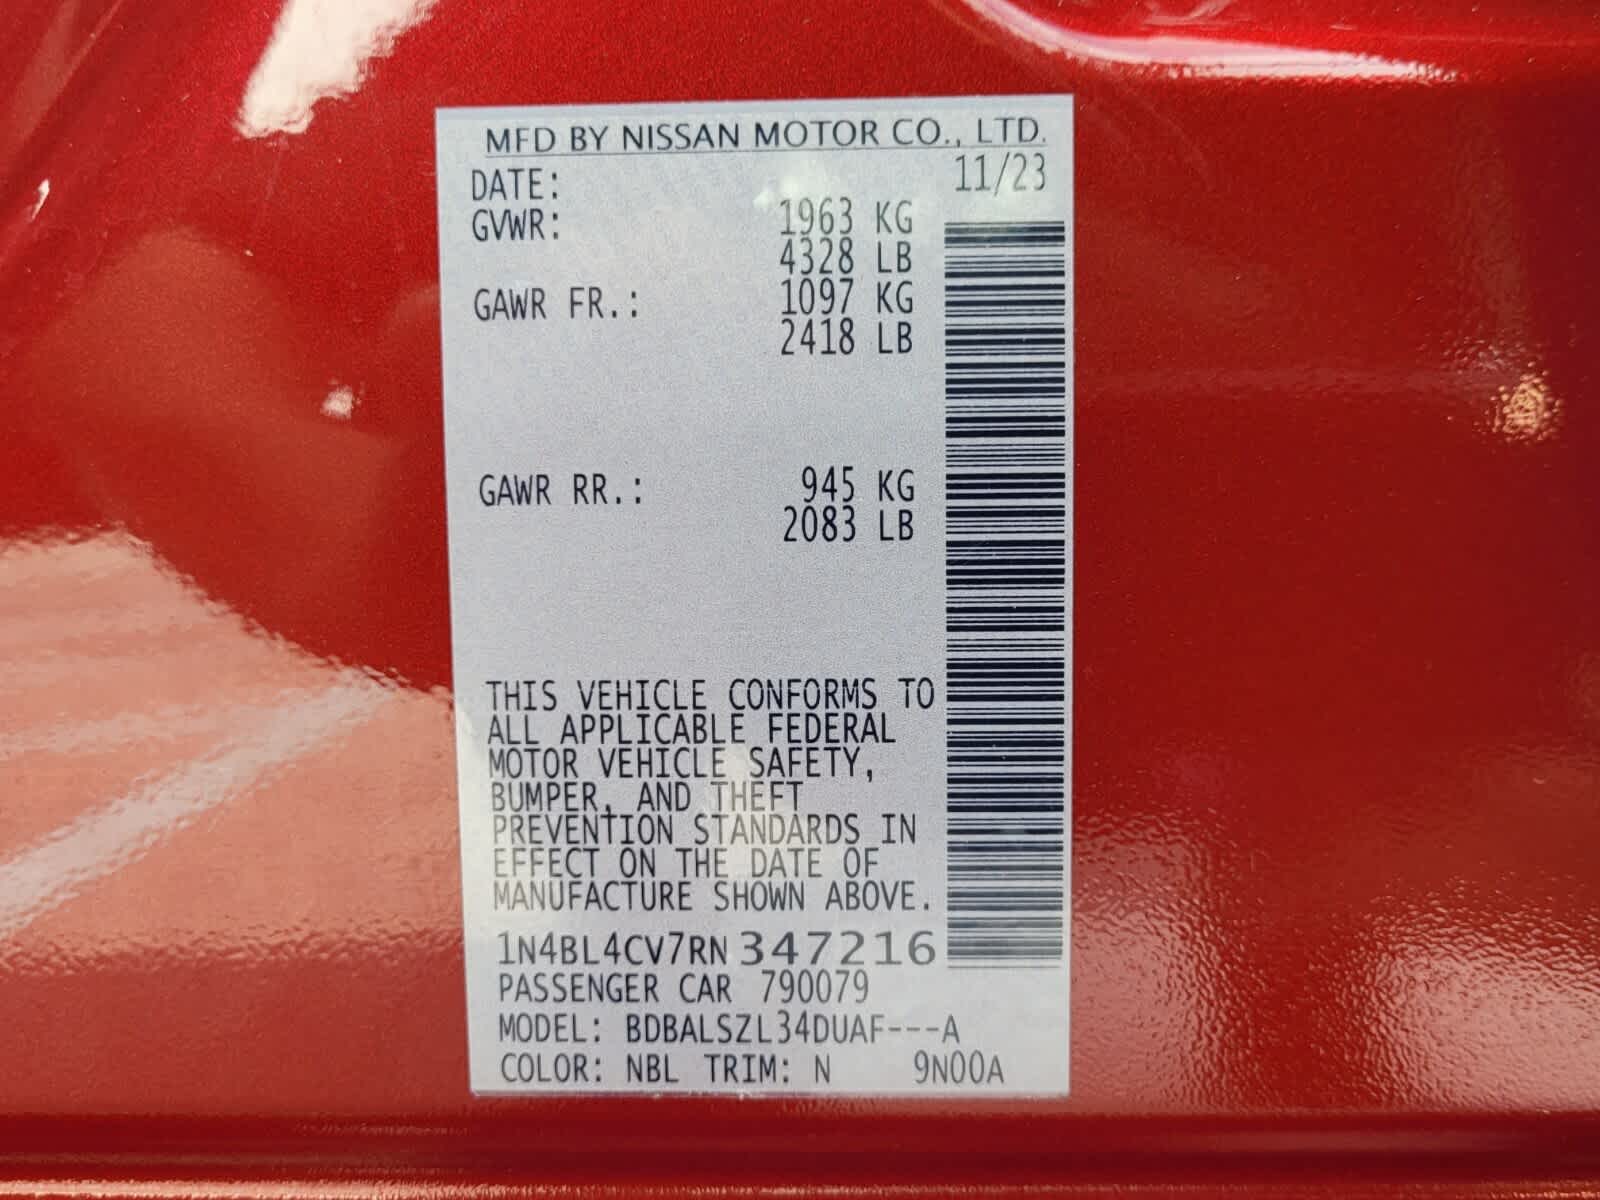 MFD BY NISSAN MOTOR CO., LTD.
DATE: 11/23
GVWR: 1963 KG
4328 LB
GAWR FR.: 1097 KG
2418 LB
GAWR RR.: 945 KG
2083 LB
THIS VEHICLE CONFORMS TO
ALL APPLICABLE FEDERAL
MOTOR VEHICLE SAFETY,
BUMPER, AND THEFT
PREVENTION STANDARDS IN
EFFECT ON THE DATE OF
MANUFACTURE SHOWN ABOVE.
1N4BL4CV7RN347216
PASSENGER CAR 790079
MODEL: BDBALSZL34DUAF---A
COLOR: NBL TRIM: N 9N00A